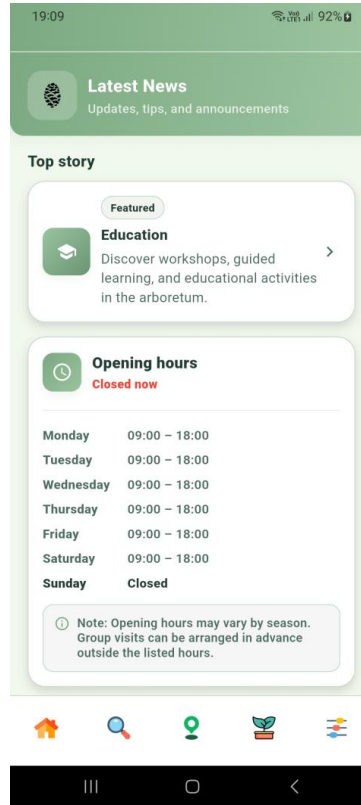 19:09
Vo)) LTE1 92%
Latest News
Updates, tips, and announcements
Top story
Featured
Education
Discover workshops, guided
learning, and educational activities
in the arboretum.
Opening hours
Closed now
Monday 09:00 – 18:00
Tuesday 09:00 – 18:00
Wednesday 09:00 – 18:00
Thursday 09:00 – 18:00
Friday 09:00 – 18:00
Saturday 09:00 – 18:00
Sunday Closed
Note: Opening hours may vary by season.
Group visits can be arranged in advance
outside the listed hours.